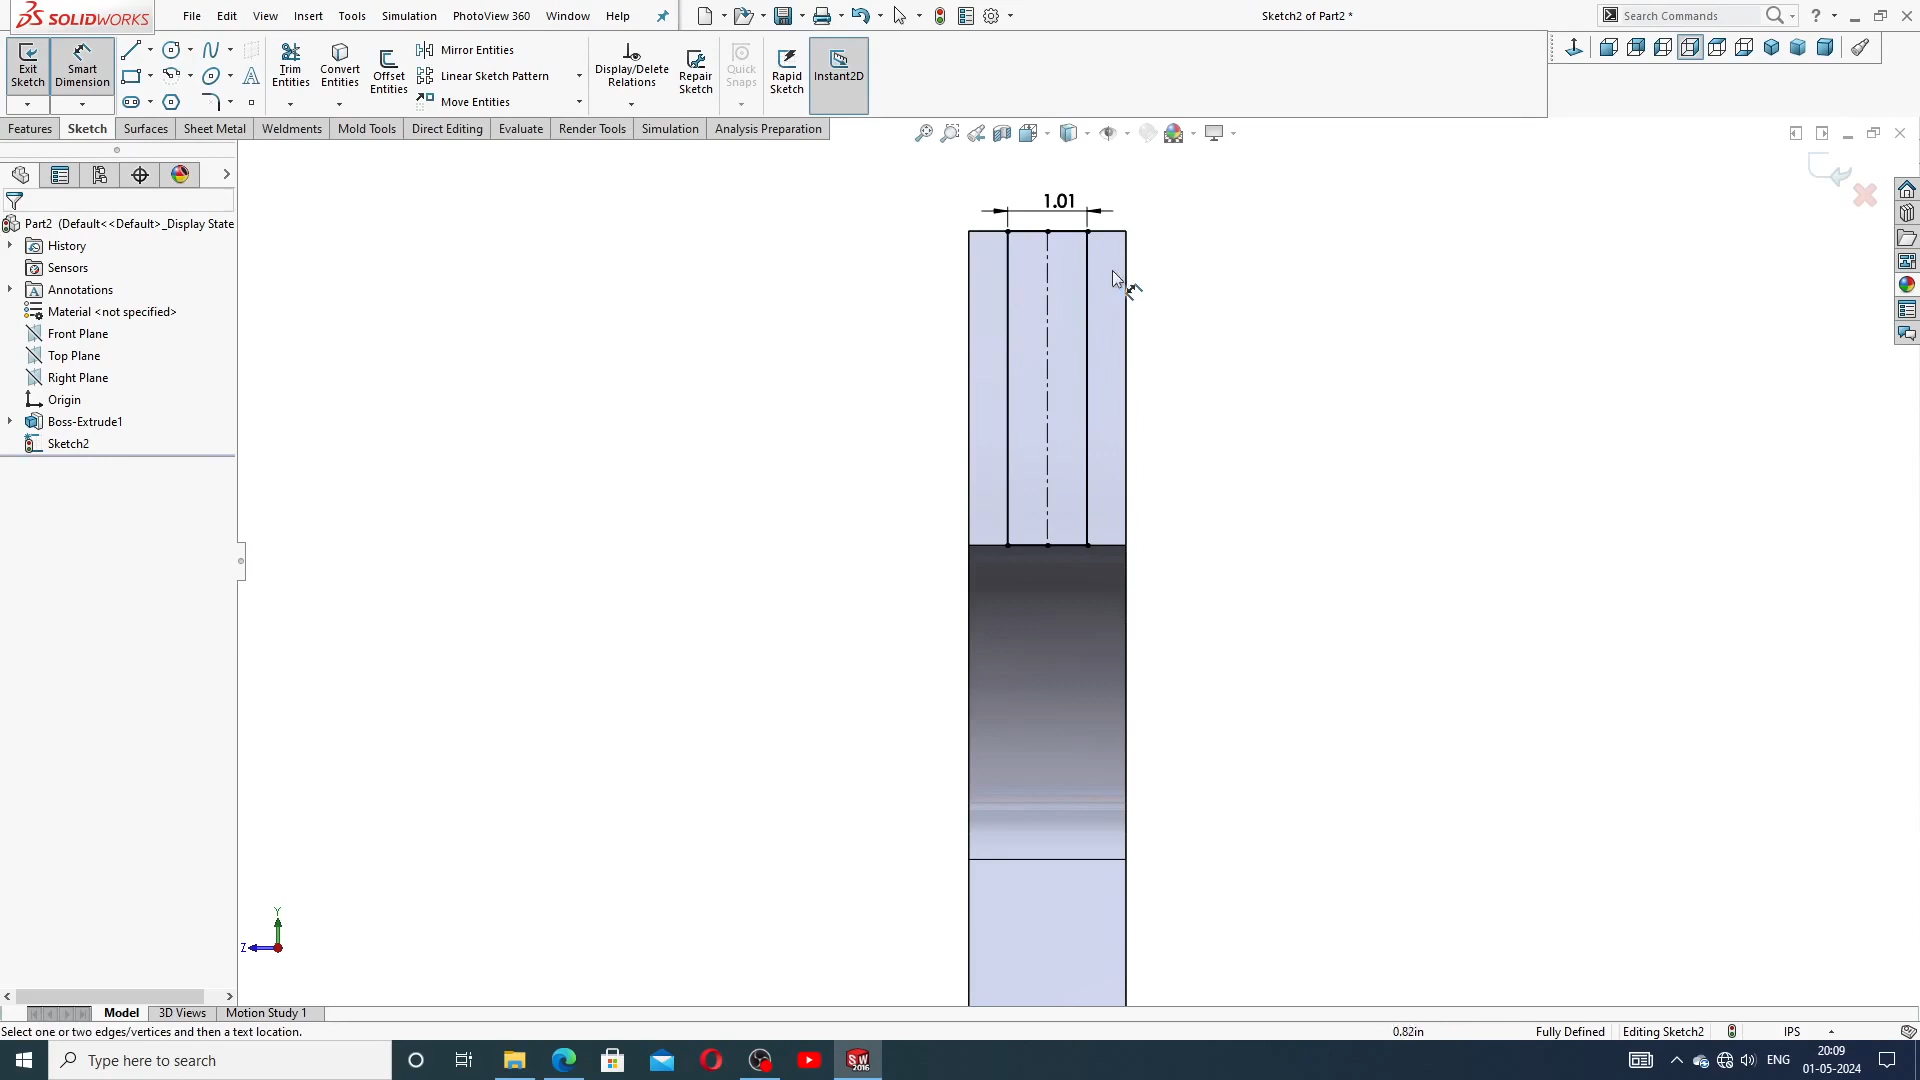 SOLIDWORKS
File Edit View Insert Tools Simulation PhotoView 360 Window Help
Sketch2 of Part2 *
Search Commands
Exit Sketch
Smart Dimension
Trim Entities
Convert Entities
Offset Entities
Mirror Entities
Linear Sketch Pattern
Move Entities
Display/Delete Relations
Repair Sketch
Quick Snaps
Rapid Sketch
Instant2D
Features Sketch Surfaces Sheet Metal Weldments Mold Tools Direct Editing Evaluate Render Tools Simulation Analysis Preparation
Part2 (Default<<Default>_Display State
History
Sensors
Annotations
Material <not specified>
Front Plane
Top Plane
Right Plane
Origin
Boss-Extrude1
Sketch2
1.01
Y
Z
Model 3D Views Motion Study 1
Select one or two edges/vertices and then a text location.
0.82in Fully Defined Editing Sketch2 IPS
Type here to search
SW
2016
ENG
20:09
01-05-2024